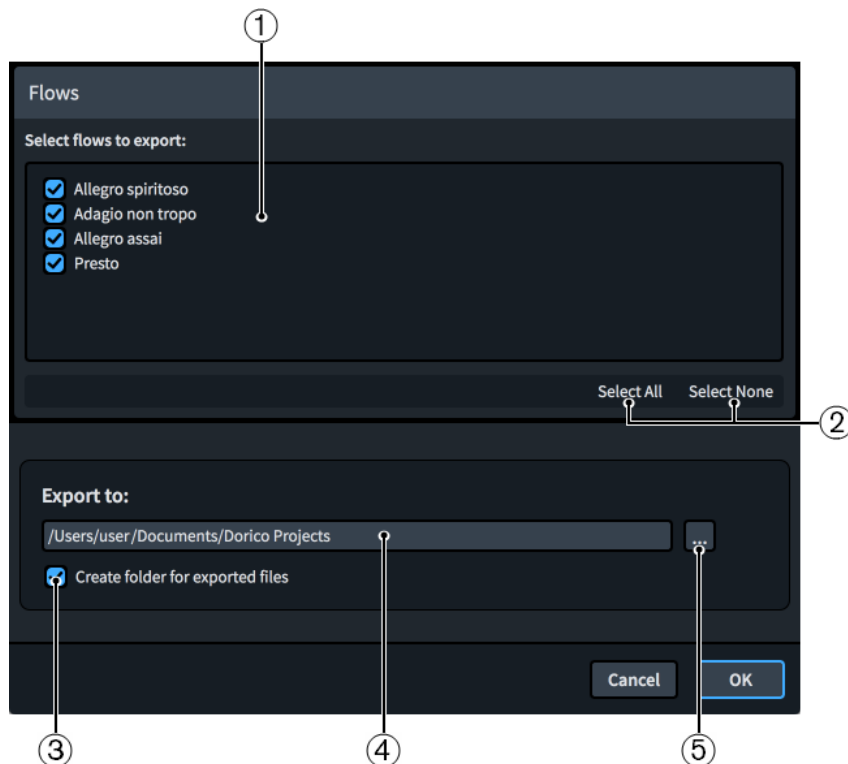 ①
Flows
Select flows to export:
Allegro spiritoso
Adagio non tropo
Allegro assai
Presto
Select All Select None
②
Export to:
/Users/user/Documents/Dorico Projects ...
Create folder for exported files
Cancel OK
③ ④ ⑤